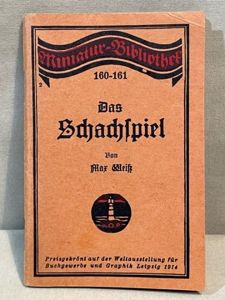 Miniatur-Bibliothek
160-161
2
Das
Schachſpiel
Von
Max Weiß
Preisgekrönt auf der Weltausstellung für
Buchgewerbe und Graphik Leipzig 1914